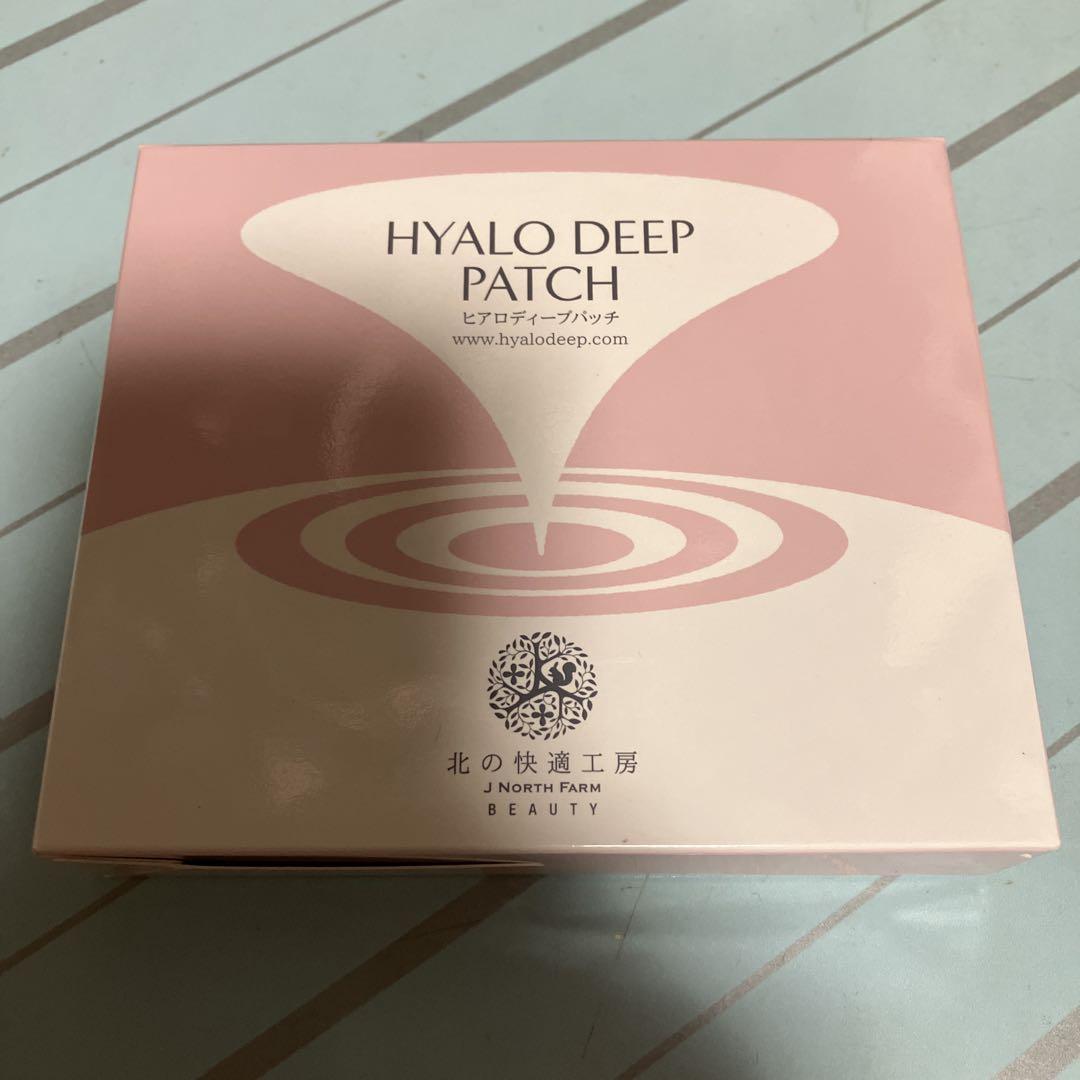 HYALO DEEP
PATCH
ヒアロディープパッチ
www.hyalodeep.com
北の快適工房
J NORTH FARM
BEAUTY